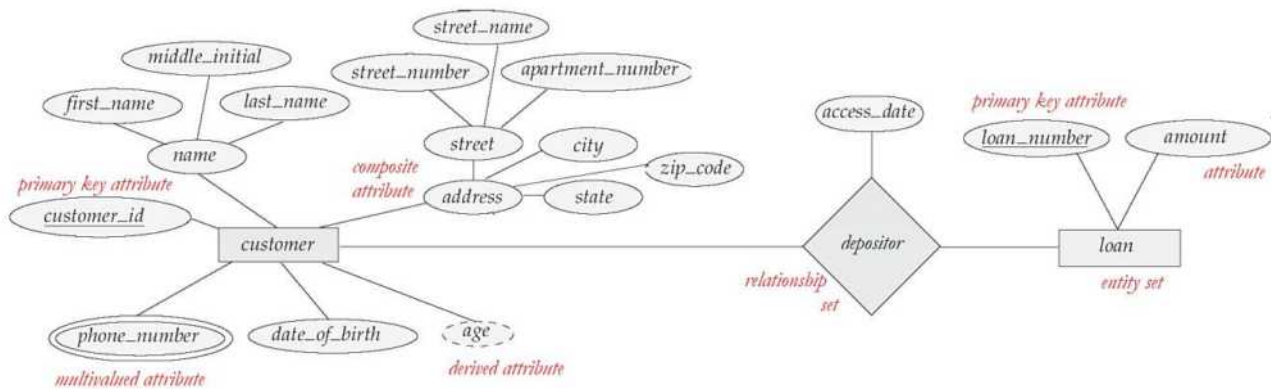 street_name
middle_initial
street_number
apartment_number
first_name
last_name
access_date
primary key attribute
loan_number
amount
name
street
city
composite
attribute
zip_code
attribute
primary key attribute
address
state
customer_id
customer
depositor
loan
relationship
set
entity set
phone_number
date_of_birth
age
multivalued attribute
derived attribute